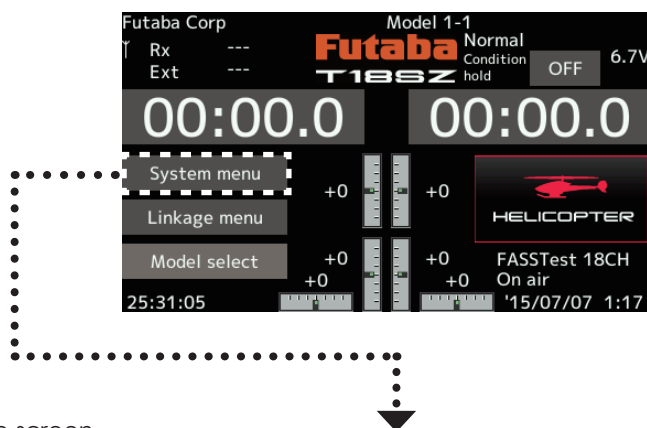 Futaba Corp Model 1-1
Rx ---
Ext ---
Futaba
T18SZ
Normal
Condition
hold
OFF
6.7V
00:00.0 00:00.0
System menu
Linkage menu
Model select
+0 +0
+0 +0
+0 +0
HELICOPTER
FASSTest 18CH
On air
25:31:05 '15/07/07 1:17
screen